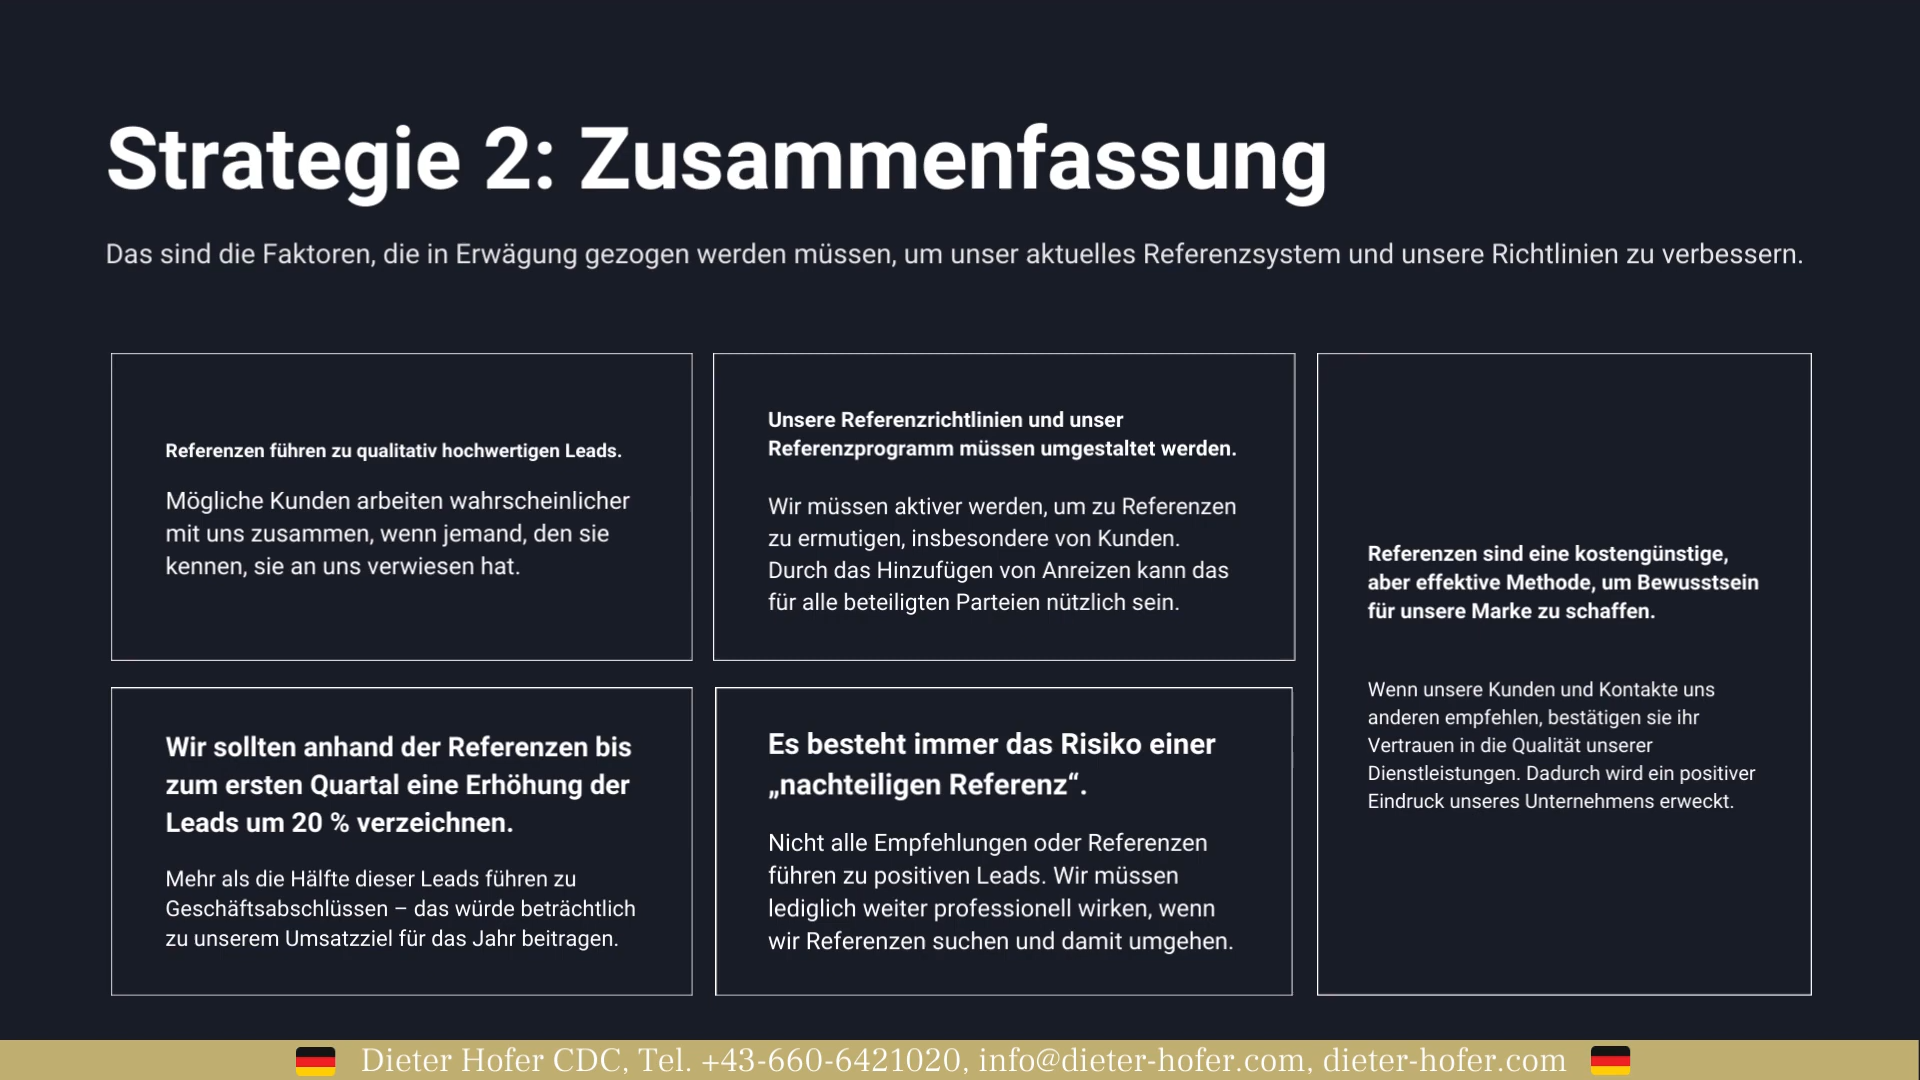 Strategie 2: Zusammenfassung
Das sind die Faktoren, die in Erwägung gezogen werden müssen, um unser aktuelles Referenzsystem und unsere Richtlinien zu verbessern.
Referenzen führen zu qualitativ hochwertigen Leads.
Mögliche Kunden arbeiten wahrscheinlicher
mit uns zusammen, wenn jemand, den sie
kennen, sie an uns verwiesen hat.
Unsere Referenzrichtlinien und unser
Referenzprogramm müssen umgestaltet werden.
Wir müssen aktiver werden, um zu Referenzen
zu ermutigen, insbesondere von Kunden.
Durch das Hinzufügen von Anreizen kann das
für alle beteiligten Parteien nützlich sein.
Referenzen sind eine kostengünstige,
aber effektive Methode, um Bewusstsein
für unsere Marke zu schaffen.
Wenn unsere Kunden und Kontakte uns
anderen empfehlen, bestätigen sie ihr
Vertrauen in die Qualität unserer
Dienstleistungen. Dadurch wird ein positiver
Eindruck unseres Unternehmens erweckt.
Wir sollten anhand der Referenzen bis
zum ersten Quartal eine Erhöhung der
Leads um 20 % verzeichnen.
Mehr als die Hälfte dieser Leads führen zu
Geschäftsabschlüssen – das würde beträchtlich
zu unserem Umsatzziel für das Jahr beitragen.
Es besteht immer das Risiko einer
„nachteiligen Referenz“.
Nicht alle Empfehlungen oder Referenzen
führen zu positiven Leads. Wir müssen
lediglich weiter professionell wirken, wenn
wir Referenzen suchen und damit umgehen.
Dieter Hofer CDC, Tel. +43-660-6421020, info@dieter-hofer.com, dieter-hofer.com